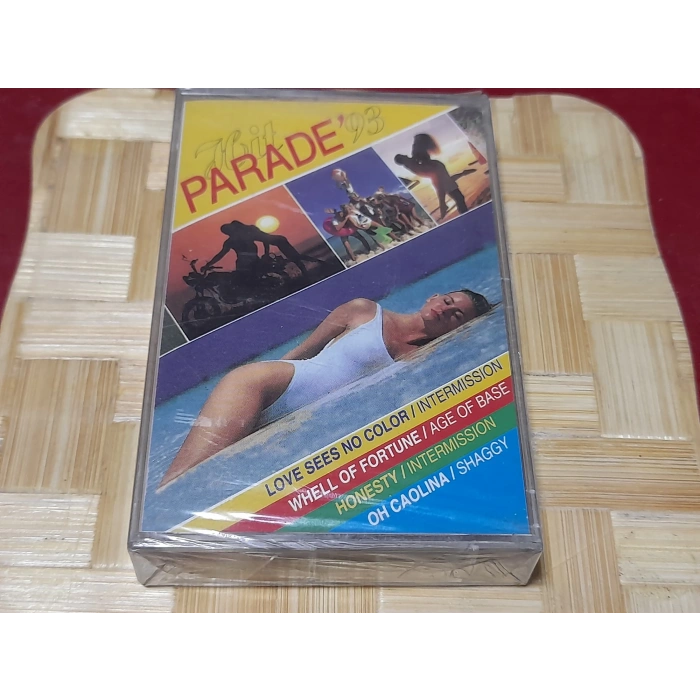 Hit
PARADE'93
LOVE SEES NO COLOR / INTERMISSION
WHELL OF FORTUNE / AGE OF BASE
HONESTY / INTERMISSION
OH CAOLINA / SHAGGY